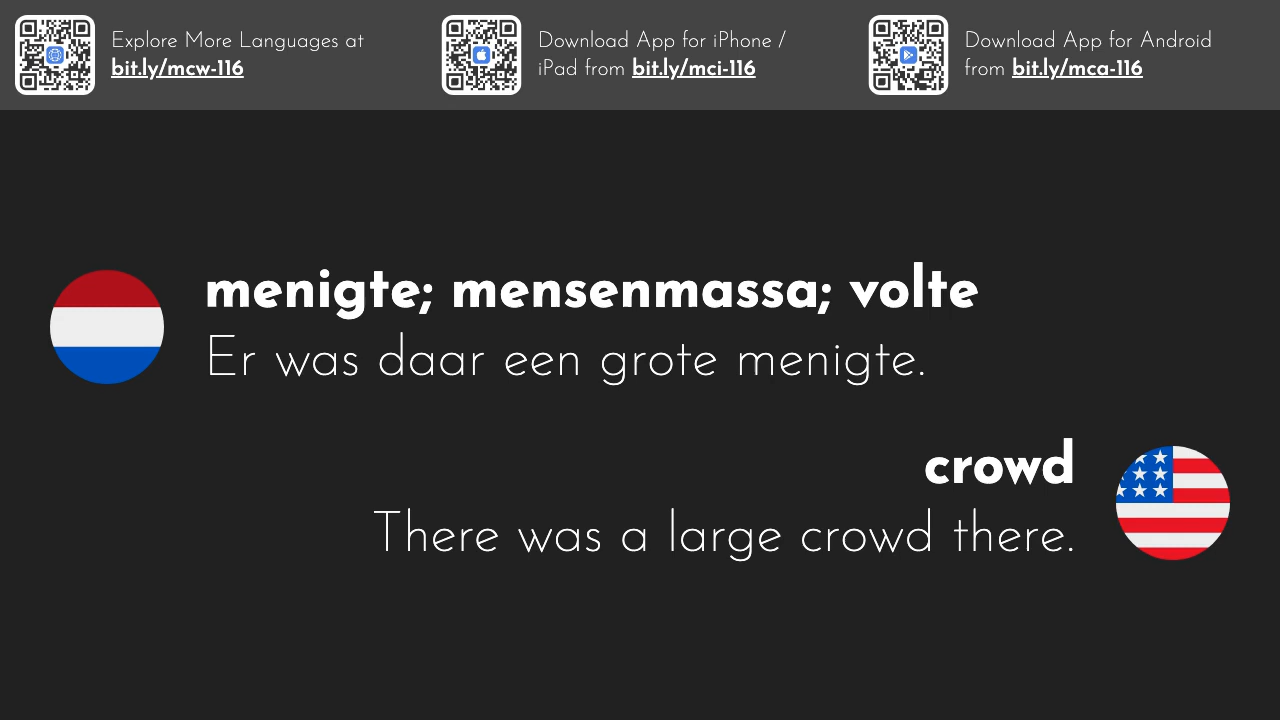 Explore More Languages at
bit.ly/mcw-116
Download App for iPhone /
iPad from bit.ly/mci-116
Download App for Android
from bit.ly/mca-116
menigte; mensenmassa; volte
Er was daar een grote menigte.
crowd
There was a large crowd there.